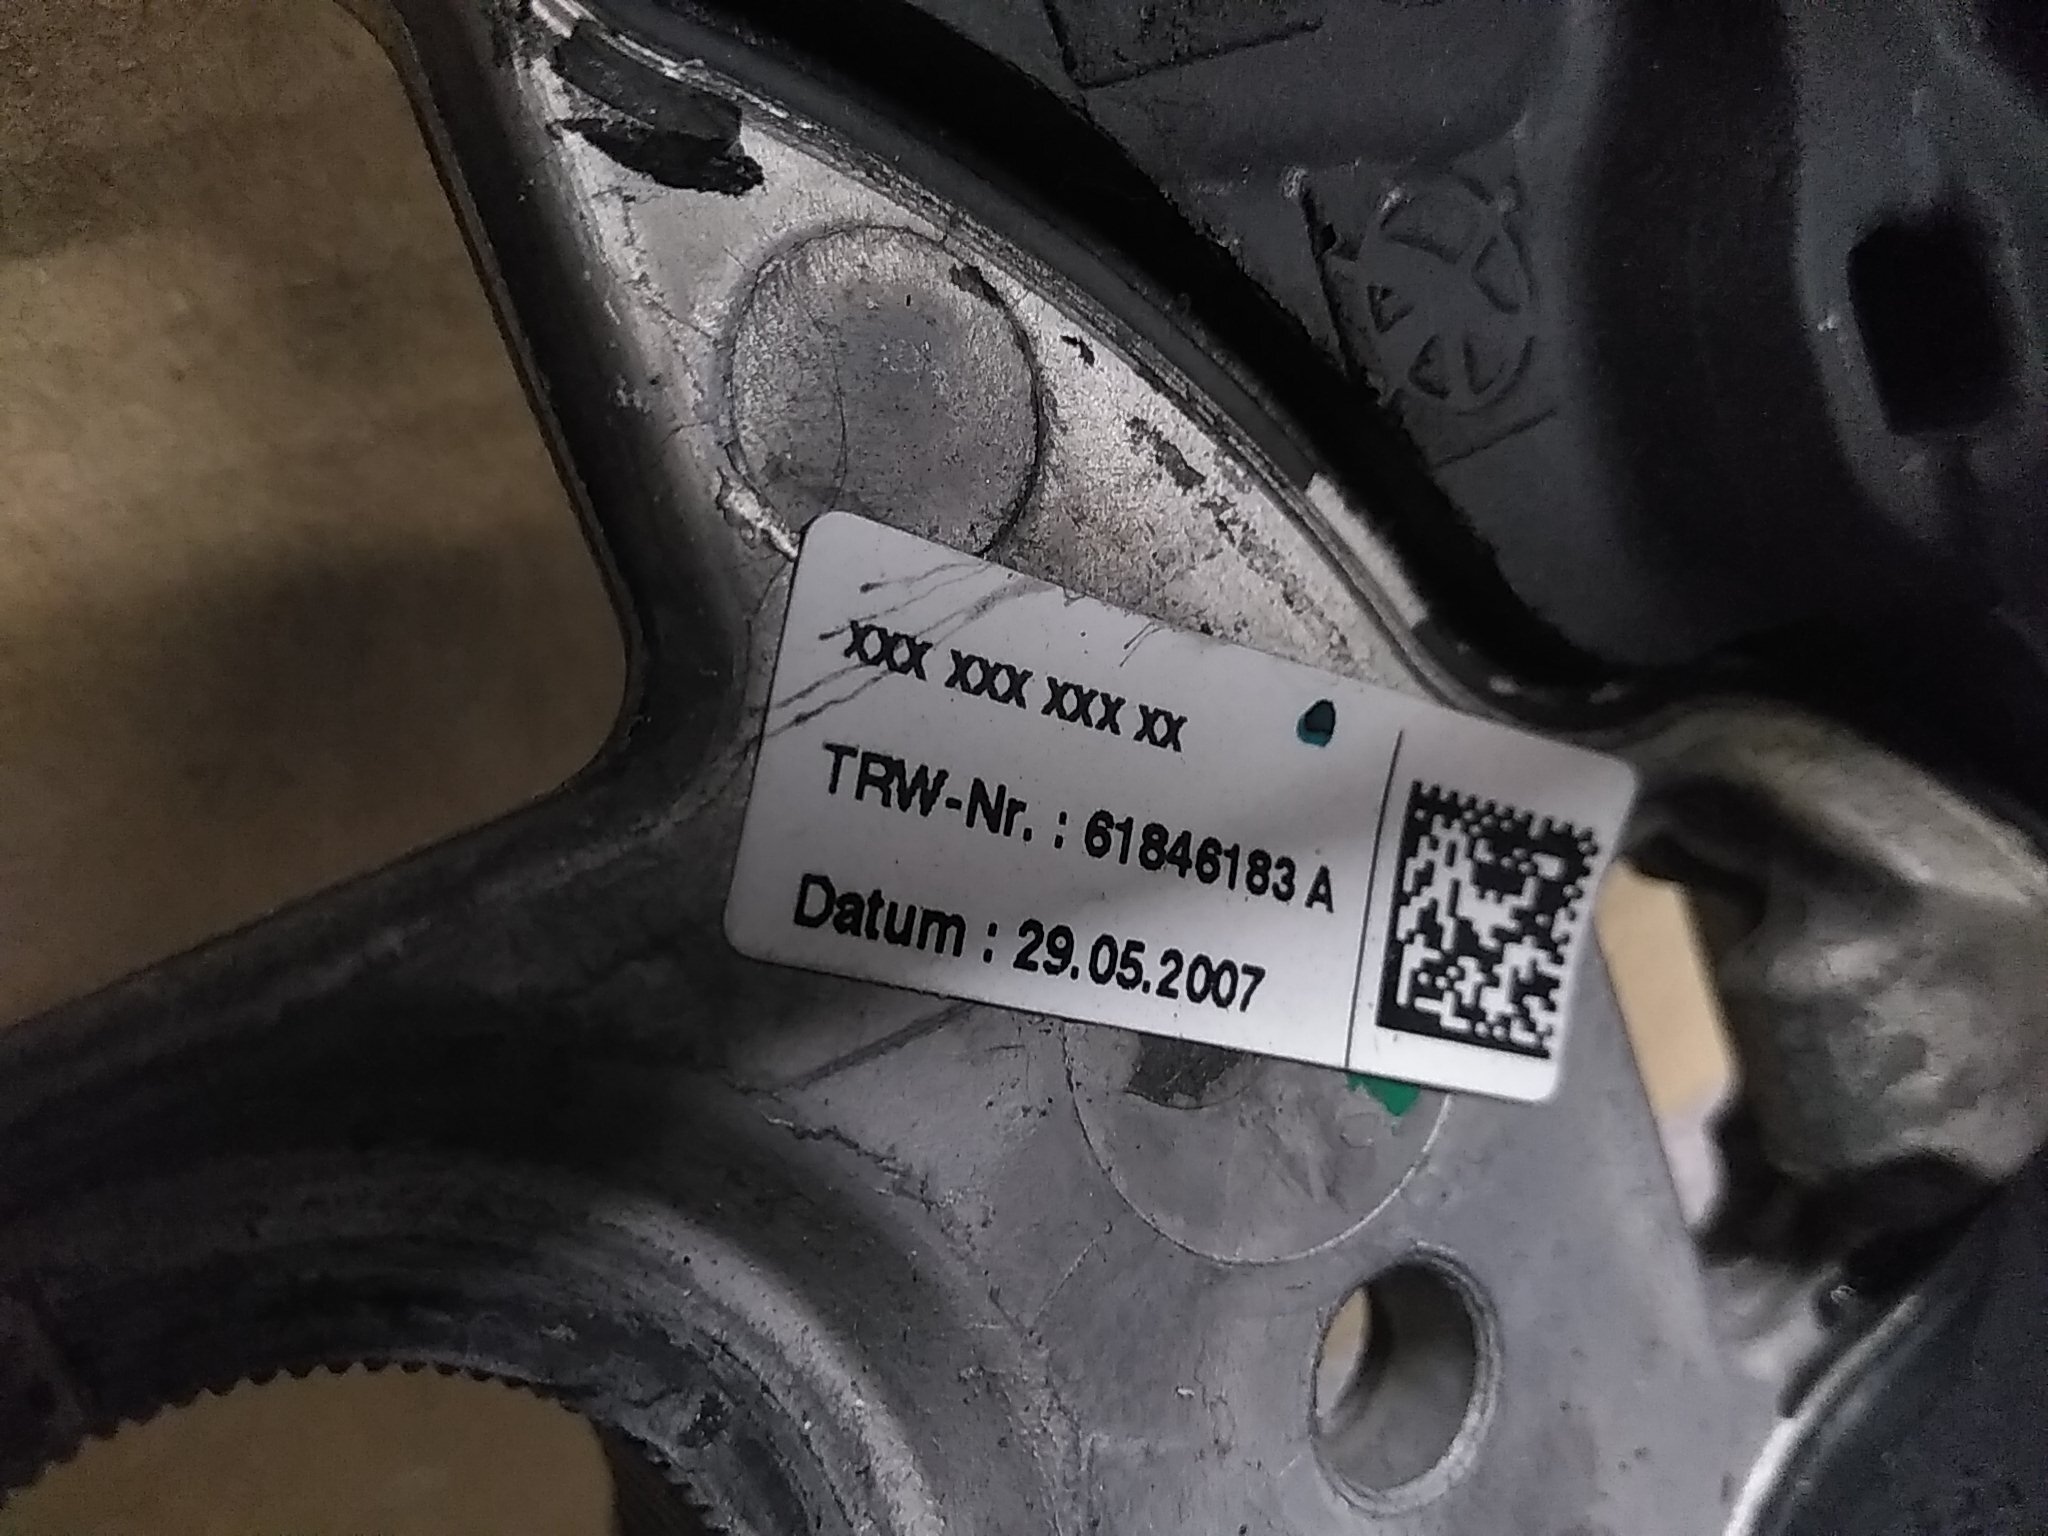 XXX XXX XXX XX
TRW-Nr. : 61846183 A
Datum : 29.05.2007